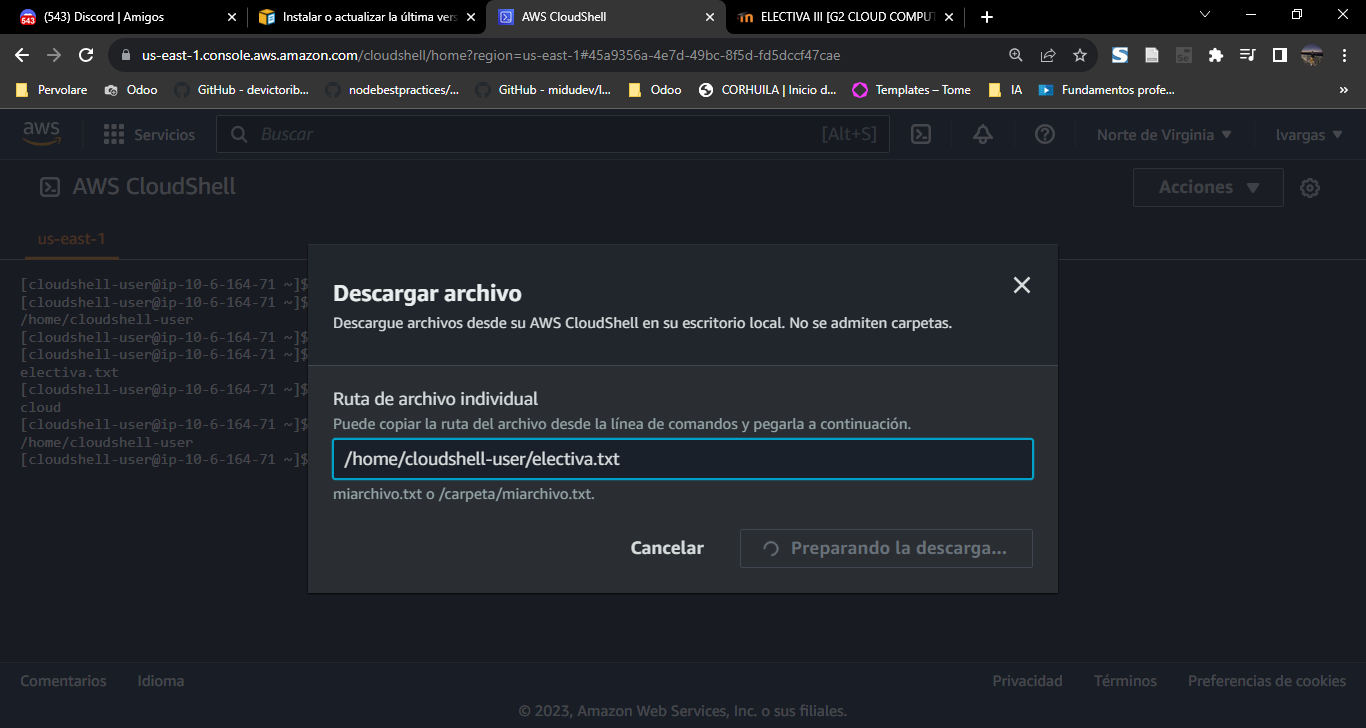 543 (543) Discord | Amigos
Instalar o actualizar la última vers
AWS CloudShell
ELECTIVA III [G2 CLOUD COMPUT
us-east-1.console.aws.amazon.com/cloudshell/home?region=us-east-1#45a9356a-4e7d-49bc-8f5d-fd5dccf47cae
Pervolare
Odoo
GitHub - devictorib...
nodebestpractices/...
GitHub - midudev/l...
Odoo
CORHUILA | Inicio d...
Templates – Tome
IA
Fundamentos profe...
»
aws
Servicios
Buscar
[Alt+S]
Norte de Virginia
lvargas
AWS CloudShell
Acciones
us-east-1
[cloudshell-user@ip-10-6-164-71 ~]$
[cloudshell-user@ip-10-6-164-71 ~]$
/home/cloudshell-user
[cloudshell-user@ip-10-6-164-71 ~]$
[cloudshell-user@ip-10-6-164-71 ~]$
electiva.txt
[cloudshell-user@ip-10-6-164-71 ~]$
cloud
[cloudshell-user@ip-10-6-164-71 ~]$
/home/cloudshell-user
[cloudshell-user@ip-10-6-164-71 ~]$
Descargar archivo
Descargue archivos desde su AWS CloudShell en su escritorio local. No se admiten carpetas.
Ruta de archivo individual
Puede copiar la ruta del archivo desde la línea de comandos y pegarla a continuación.
/home/cloudshell-user/electiva.txt
miarchivo.txt o /carpeta/miarchivo.txt.
Cancelar
Preparando la descarga...
Comentarios
Idioma
Privacidad
Términos
Preferencias de cookies
© 2023, Amazon Web Services, Inc. o sus filiales.